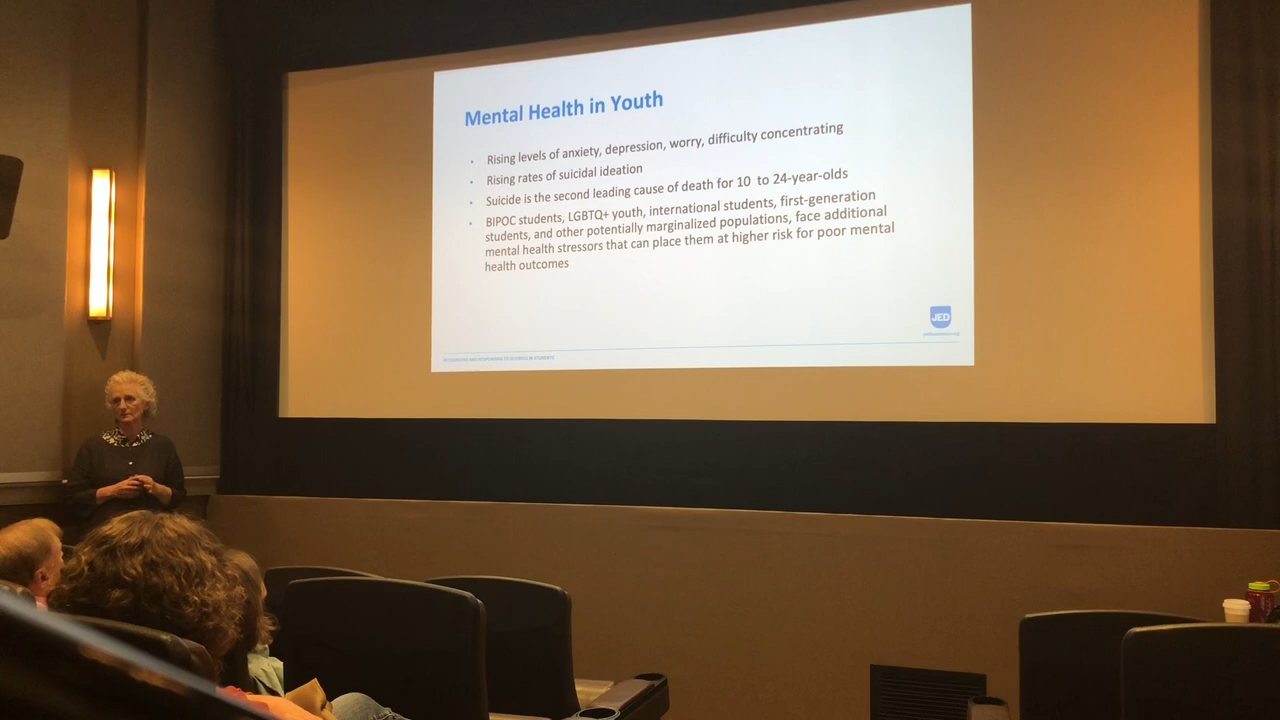 Mental Health in Youth
• Rising levels of anxiety, depression, worry, difficulty concentrating
• Rising rates of suicidal ideation
• Suicide is the second leading cause of death for 10 to 24-year-olds
• BIPOC students, LGBTQ+ youth, international students, first-generation
students, and other potentially marginalized populations, face additional
mental health stressors that can place them at higher risk for poor mental
health outcomes
JED